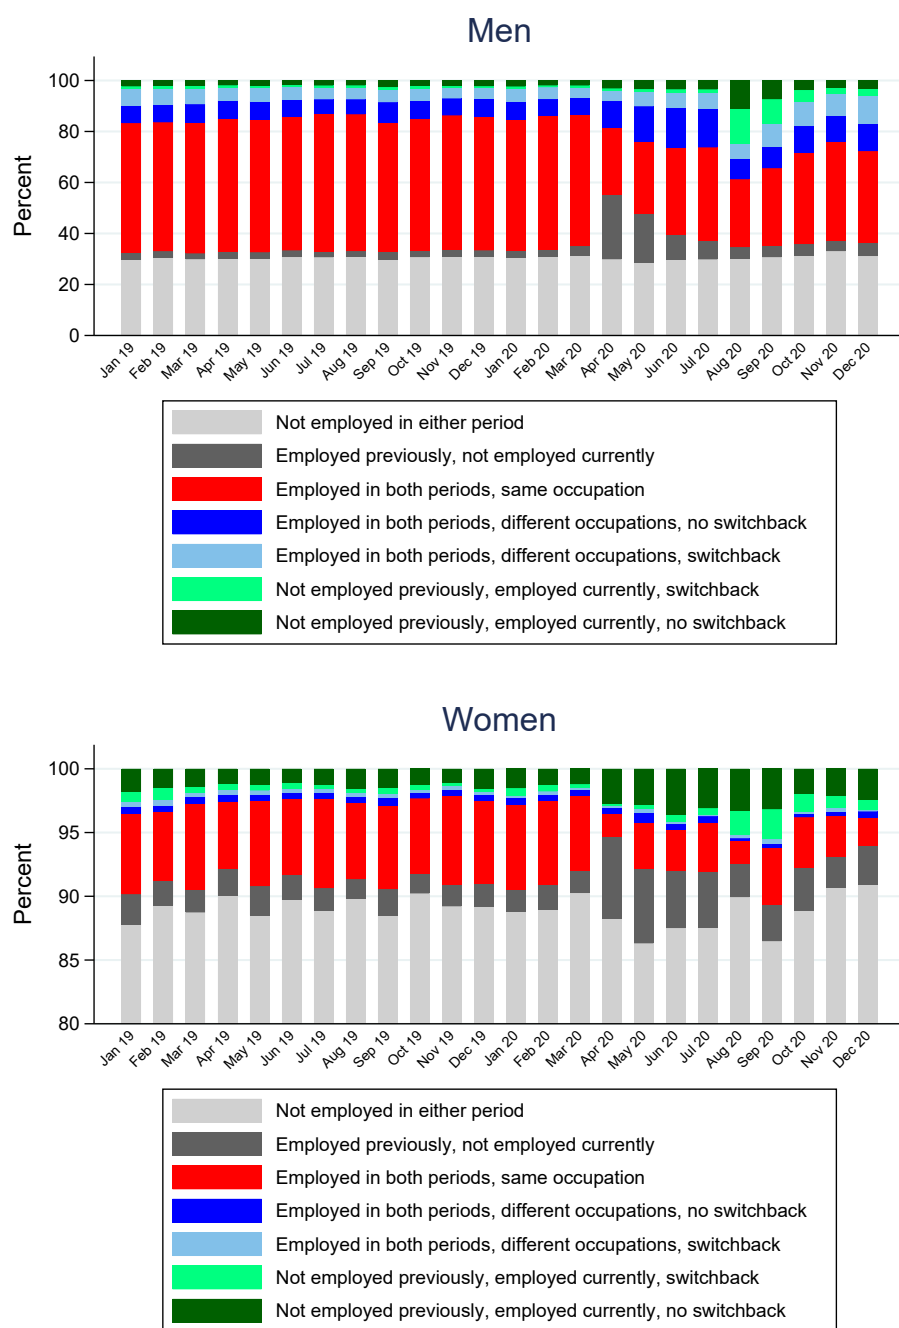 Men
Percent
100
80
60
40
20
0
Jan 19
Feb 19
Mar 19
Apr 19
May 19
Jun 19
Jul 19
Aug 19
Sep 19
Oct 19
Nov 19
Dec 19
Jan 20
Feb 20
Mar 20
Apr 20
May 20
Jun 20
Jul 20
Aug 20
Sep 20
Oct 20
Nov 20
Dec 20
Not employed in either period
Employed previously, not employed currently
Employed in both periods, same occupation
Employed in both periods, different occupations, no switchback
Employed in both periods, different occupations, switchback
Not employed previously, employed currently, switchback
Not employed previously, employed currently, no switchback
Women
Percent
100
95
90
85
80
Jan 19
Feb 19
Mar 19
Apr 19
May 19
Jun 19
Jul 19
Aug 19
Sep 19
Oct 19
Nov 19
Dec 19
Jan 20
Feb 20
Mar 20
Apr 20
May 20
Jun 20
Jul 20
Aug 20
Sep 20
Oct 20
Nov 20
Dec 20
Not employed in either period
Employed previously, not employed currently
Employed in both periods, same occupation
Employed in both periods, different occupations, no switchback
Employed in both periods, different occupations, switchback
Not employed previously, employed currently, switchback
Not employed previously, employed currently, no switchback